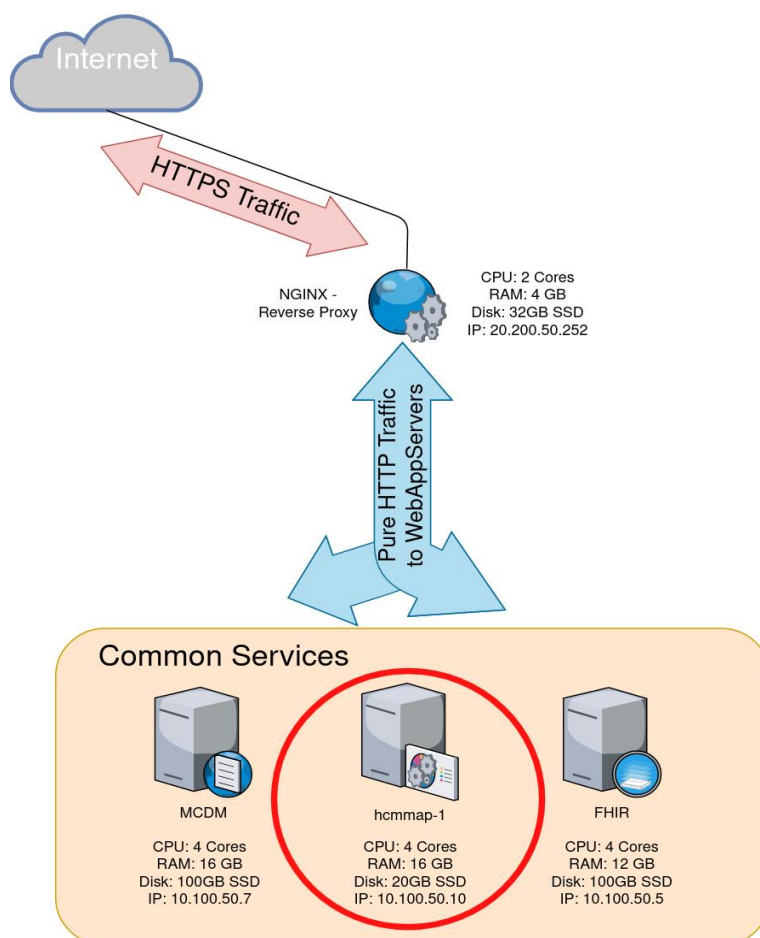 Internet
HTTPS Traffic
NGINX -
Reverse Proxy
CPU: 2 Cores
RAM: 4 GB
Disk: 32GB SSD
IP: 20.200.50.252
Pure HTTP Traffic
to WebAppServers
Common Services
MCDM
CPU: 4 Cores
RAM: 16 GB
Disk: 100GB SSD
IP: 10.100.50.7
hcmmap-1
CPU: 4 Cores
RAM: 16 GB
Disk: 20GB SSD
IP: 10.100.50.10
FHIR
CPU: 4 Cores
RAM: 12 GB
Disk: 100GB SSD
IP: 10.100.50.5